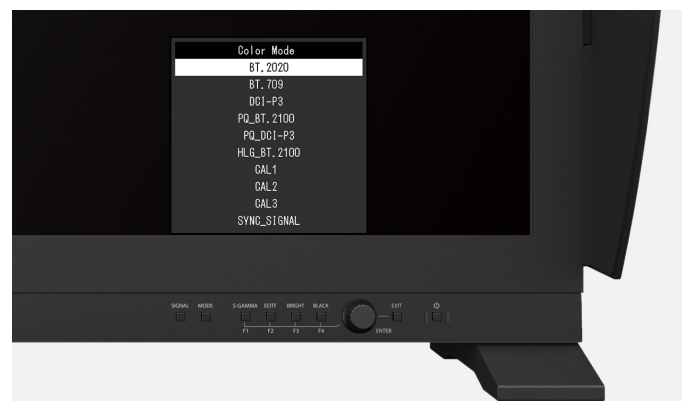 Color Mode
BT.2020
BT.709
DCI-P3
PQ_BT.2100
PQ_DCI-P3
HLG_BT.2100
CAL1
CAL2
CAL3
SYNC_SIGNAL
SIGNAL MODE S-GAMMA EOTF BRIGHT BLACK EXIT
F1 F2 F3 F4 ENTER